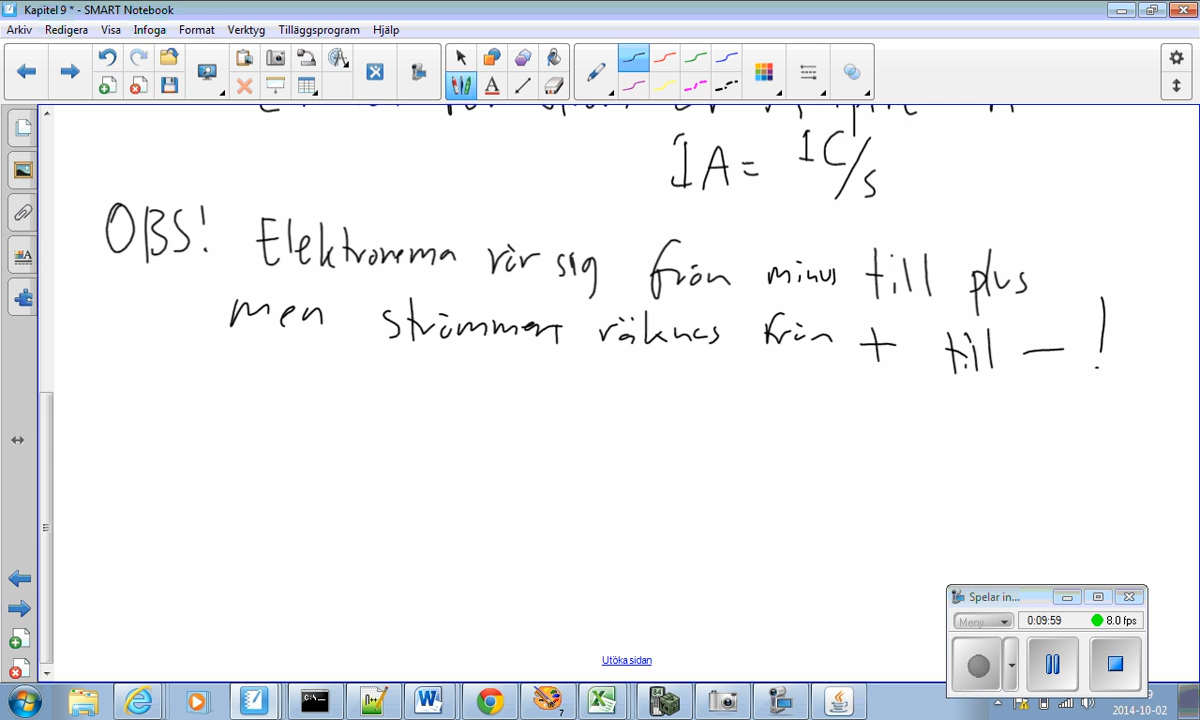 Kapitel 9 * - SMART Notebook
Arkiv Redigera Visa Infoga Format Verktyg Tilläggsprogram Hjälp
1 A = 1 C/s
OBS! Elektronerna rör sig från minus till plus
men strömmen räknas från + till – !
Utöka sidan
Spelar in...
Meny 0:09:59 8.0 fps
2014-10-02